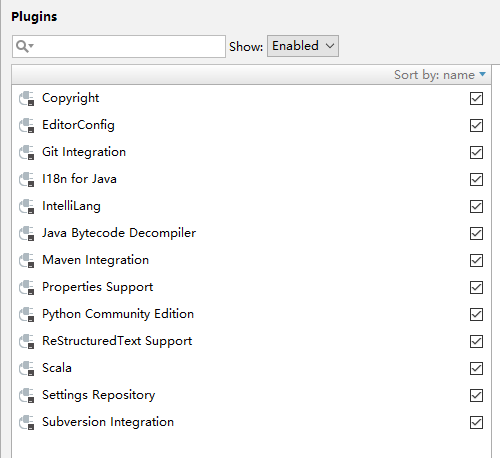 Plugins
Show: Enabled
Sort by: name
Copyright
EditorConfig
Git Integration
I18n for Java
IntelliLang
Java Bytecode Decompiler
Maven Integration
Properties Support
Python Community Edition
ReStructuredText Support
Scala
Settings Repository
Subversion Integration